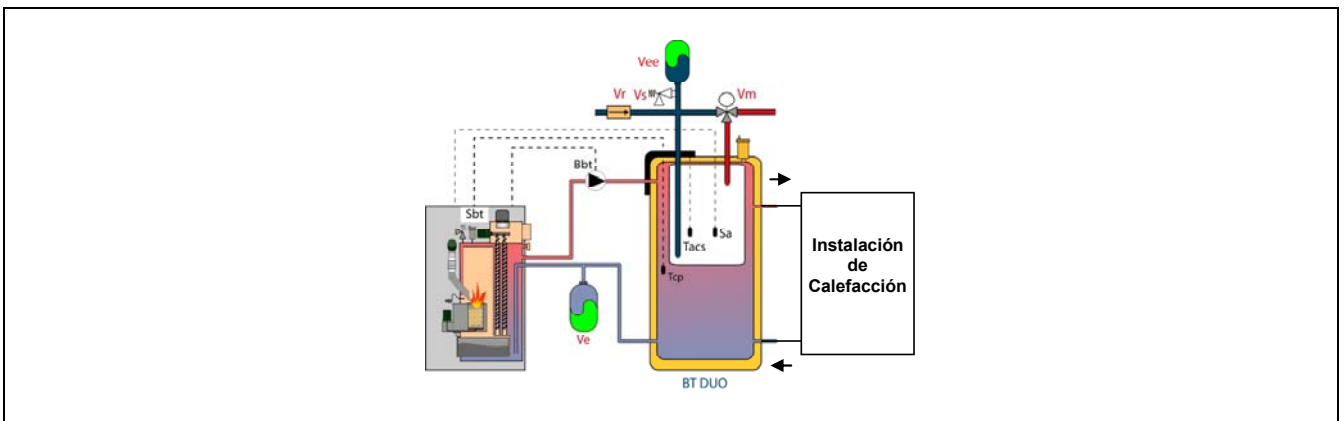 Vee
Vr Vs Vm
Bbt
Sbt
Tacs Sa
Tcp
Ve
BT DUO
Instalación
de
Calefacción